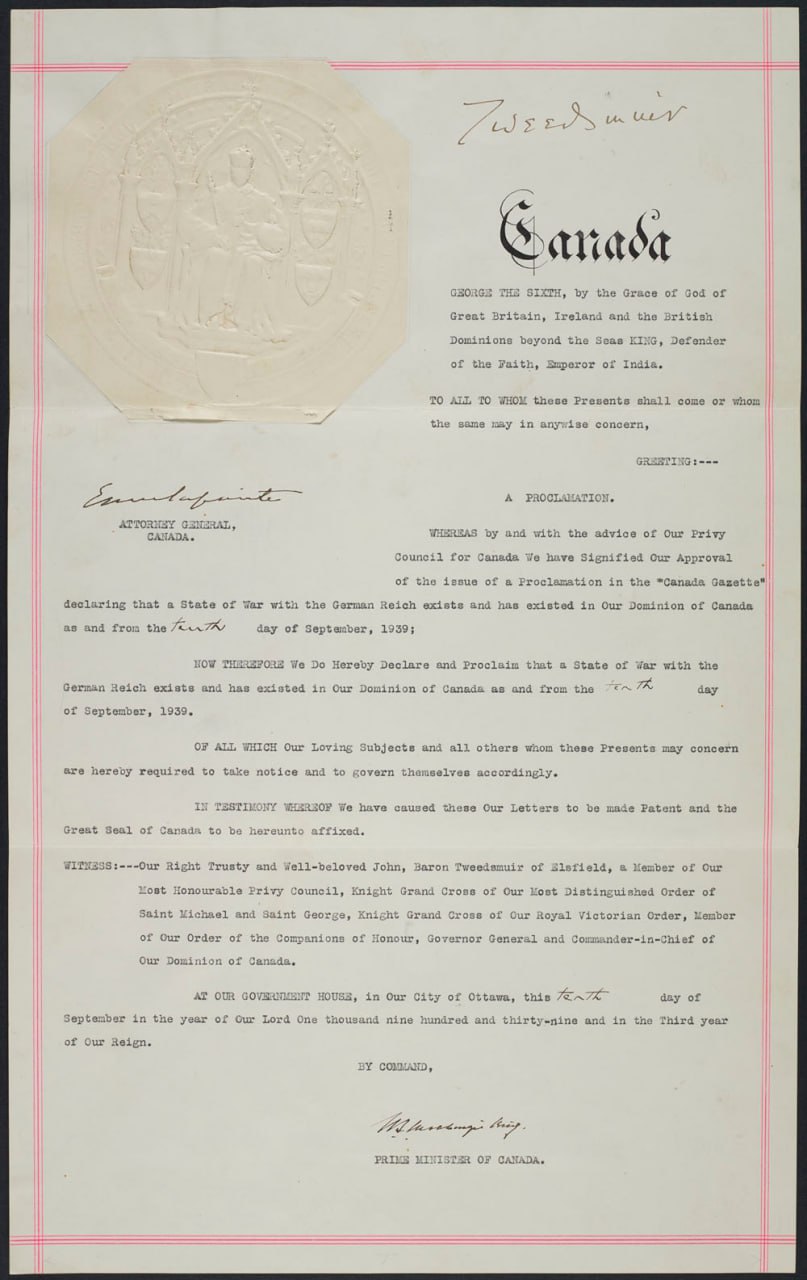 Tweedsmuir
Canada
GEORGE THE SIXTH, by the Grace of God of
Great Britain, Ireland and the British
Dominions beyond the Seas KING, Defender
of the Faith, Emperor of India.
TO ALL TO WHOM these Presents shall come or whom
the same may in anywise concern,
GREETING:---
Ernest Lapointe
ATTORNEY GENERAL,
CANADA.
A PROCLAMATION.
WHEREAS by and with the advice of Our Privy
Council for Canada We have Signified Our Approval
of the issue of a Proclamation in the "Canada Gazette"
declaring that a State of War with the German Reich exists and has existed in Our Dominion of Canada
as and from the tenth day of September, 1939;
NOW THEREFORE We Do Hereby Declare and Proclaim that a State of War with the
German Reich exists and has existed in Our Dominion of Canada as and from the tenth day
of September, 1939.
OF ALL WHICH Our Loving Subjects and all others whom these Presents may concern
are hereby required to take notice and to govern themselves accordingly.
IN TESTIMONY WHEREOF We have caused these Our Letters to be made Patent and the
Great Seal of Canada to be hereunto affixed.
WITNESS:---Our Right Trusty and Well-beloved John, Baron Tweedsmuir of Elsfield, a Member of Our
Most Honourable Privy Council, Knight Grand Cross of Our Most Distinguished Order of
Saint Michael and Saint George, Knight Grand Cross of Our Royal Victorian Order, Member
of Our Order of the Companions of Honour, Governor General and Commander-in-Chief of
Our Dominion of Canada.
AT OUR GOVERNMENT HOUSE, in Our City of Ottawa, this tenth day of
September in the year of Our Lord One thousand nine hundred and thirty-nine and in the Third year
of Our Reign.
BY COMMAND,
W. L. Mackenzie King.
PRIME MINISTER OF CANADA.